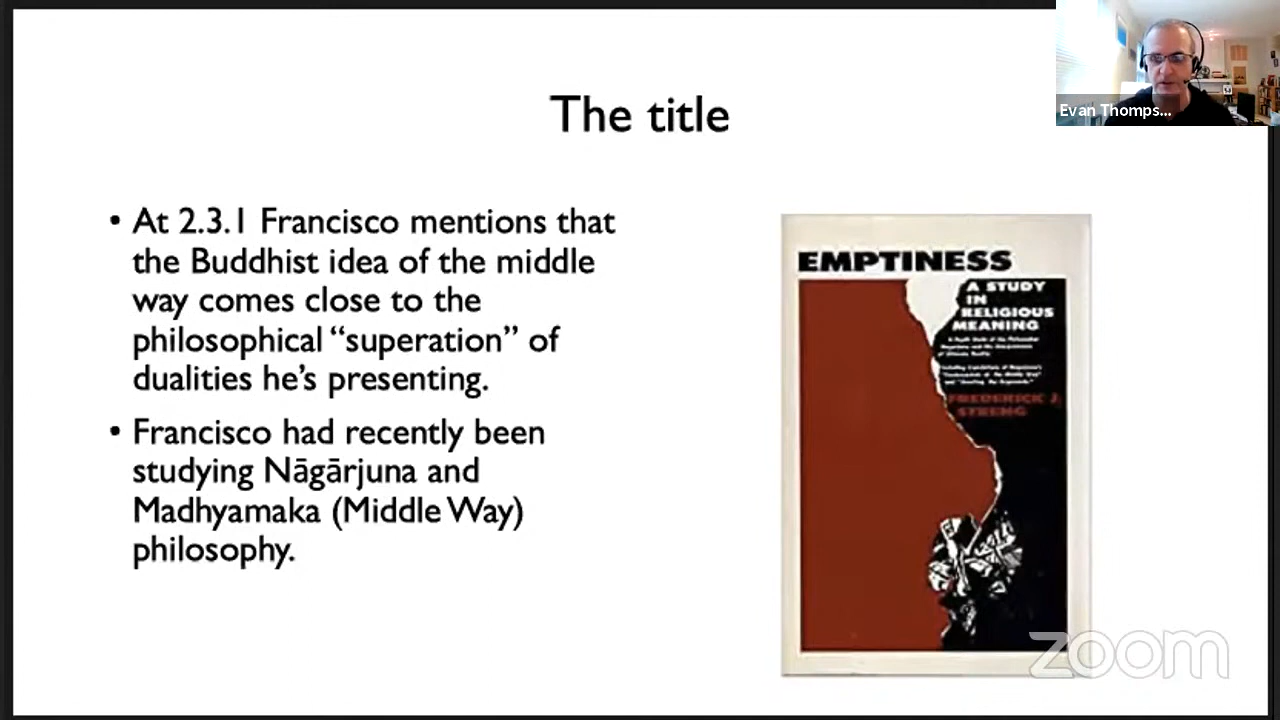 The title
Evan Thomps...
• At 2.3.1 Francisco mentions that
the Buddhist idea of the middle
way comes close to the
philosophical “superation” of
dualities he’s presenting.
• Francisco had recently been
studying Nāgārjuna and
Madhyamaka (Middle Way)
philosophy.
EMPTINESS
A STUDY
IN
RELIGIOUS
MEANING
FREDERICK J.
STRENG
zoom